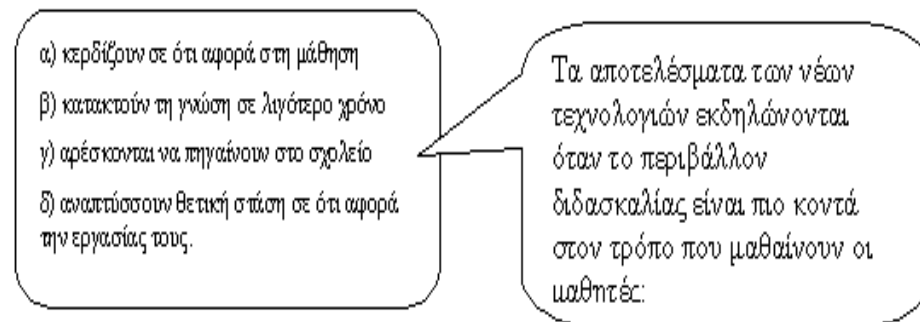 Τα αποτελέσματα των νέων
τεχνολογιών εκδηλώνονται
όταν το περιβάλλον
διδασκαλίας είναι πιο κοντά
στον τρόπο που μαθαίνουν οι
μαθητές:
α) κερδίζουν σε ότι αφορά στη μάθηση
β) κατακτούν τη γνώση σε λιγότερο χρόνο
γ) αρέσκονται να πηγαίνουν στο σχολείο
δ) αναπτύσσουν θετική στάση σε ότι αφορά
την εργασίας τους.